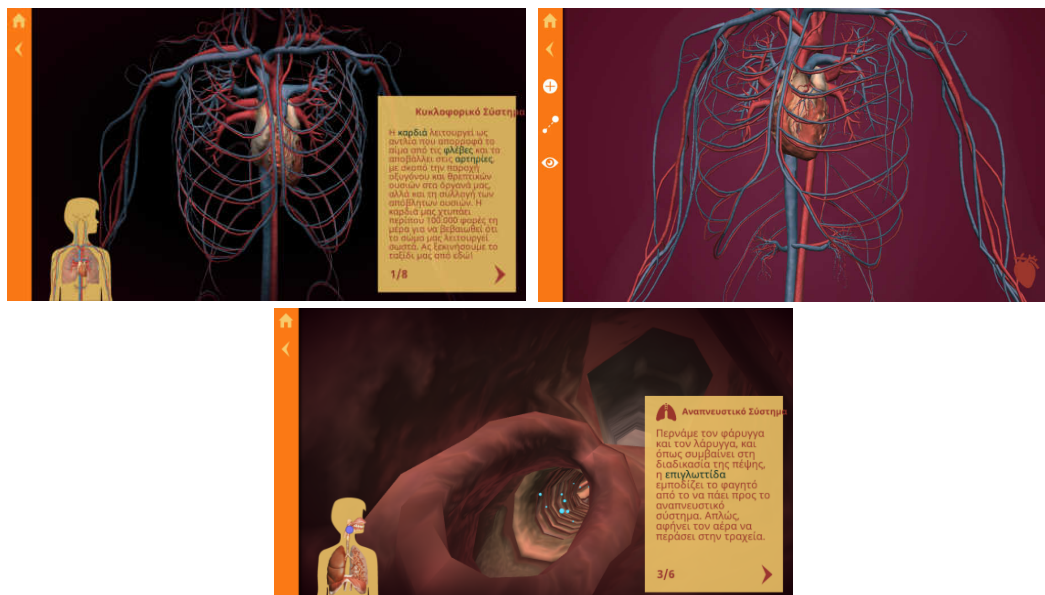 Κυκλοφορικό Σύστημα
Η καρδιά λειτουργεί ως
αντλία που απορροφά το
αίμα από τις φλέβες και το
αποβάλλει στις αρτηρίες,
με σκοπό την παροχή
οξυγόνου και θρεπτικών
ουσιών στα όργανά μας,
αλλά και τη συλλογή των
απόβλητων ουσιών. Η
καρδιά μας χτυπάει
περίπου 100.000 φορές τη
μέρα για να βεβαιωθεί ότι
το σώμα μας λειτουργεί
σωστά. Ας ξεκινήσουμε το
ταξίδι μας από εδώ!
1/8
Αναπνευστικό Σύστημα
Περνάμε τον φάρυγγα
και τον λάρυγγα, και
όπως συμβαίνει στη
διαδικασία της πέψης,
η επιγλωττίδα
εμποδίζει το φαγητό
από το να πάει προς το
αναπνευστικό
σύστημα. Απλώς,
αφήνει τον αέρα να
περάσει στην τραχεία.
3/6